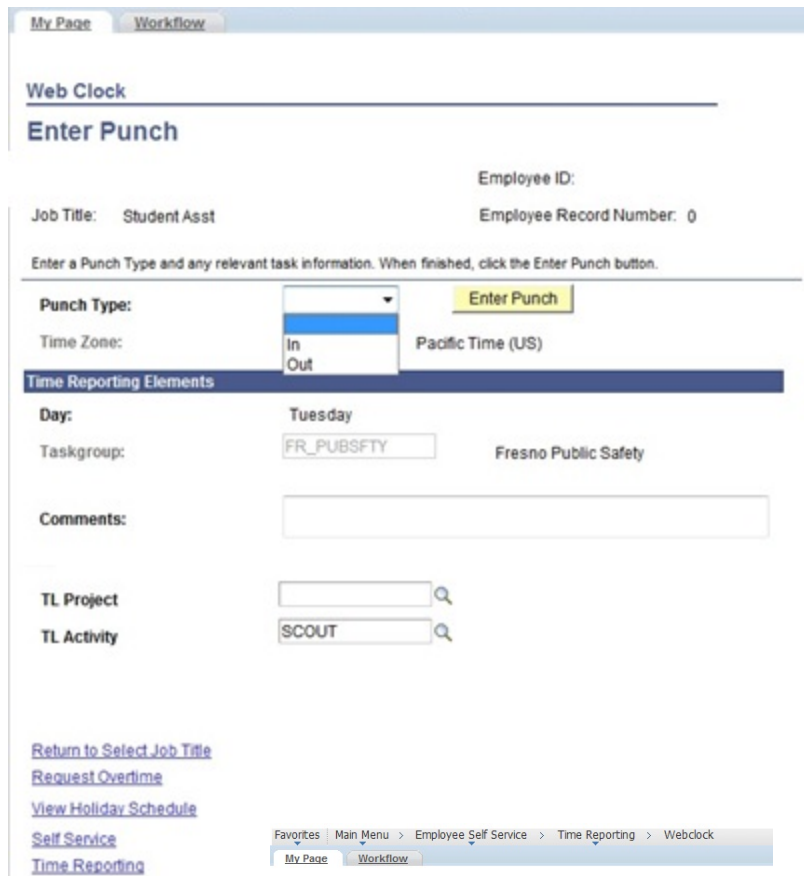 My Page Workflow
Web Clock
Enter Punch
Employee ID:
Job Title: Student Asst Employee Record Number: 0
Enter a Punch Type and any relevant task information. When finished, click the Enter Punch button.
Punch Type: Enter Punch
Time Zone: In Pacific Time (US)
Out
Time Reporting Elements
Day: Tuesday
Taskgroup: FR_PUBSFTY Fresno Public Safety
Comments:
TL Project
TL Activity SCOUT
Return to Select Job Title
Request Overtime
View Holiday Schedule
Self Service
Time Reporting
Favorites Main Menu > Employee Self Service > Time Reporting > Webclock
My Page Workflow